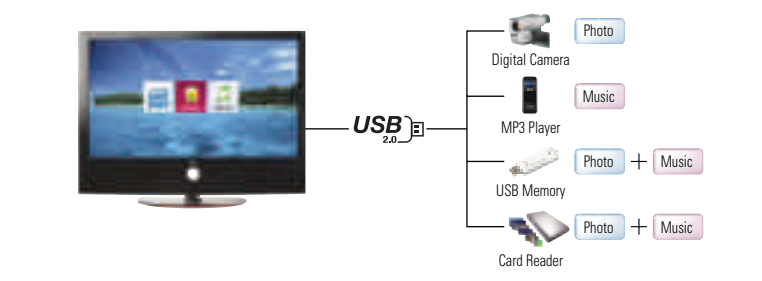 USB
2.0
Digital Camera
Photo
MP3 Player
Music
USB Memory
Photo + Music
Card Reader
Photo + Music